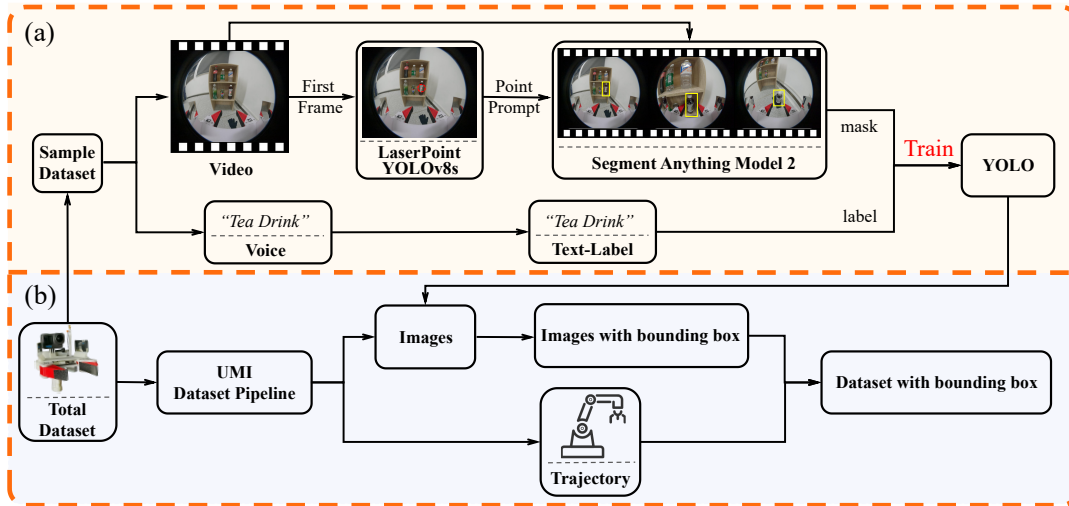 (a)
Sample
Dataset
Video
First
Frame
LaserPoint
YOLOv8s
Point
Prompt
Segment Anything Model 2
mask
Train
YOLO
“Tea Drink”
Voice
“Tea Drink”
Text-Label
label
(b)
Total
Dataset
UMI
Dataset Pipeline
Images
Images with bounding box
Trajectory
Dataset with bounding box